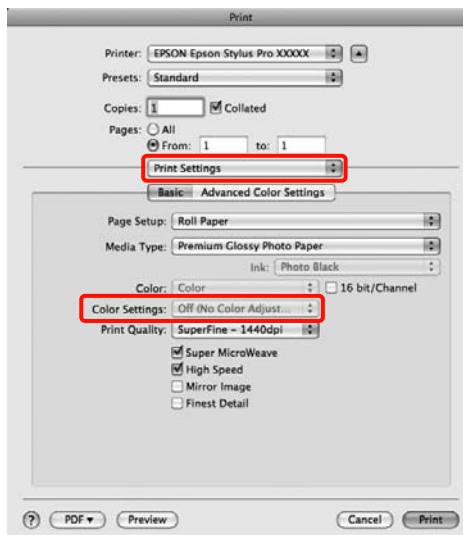 Print
Printer: EPSON Epson Stylus Pro XXXXX
Presets: Standard
Copies: 1 Collated
Pages: All
From: 1 to: 1
Print Settings
Basic Advanced Color Settings
Page Setup: Roll Paper
Media Type: Premium Glossy Photo Paper
Ink: Photo Black
Color: Color 16 bit/Channel
Color Settings: Off (No Color Adjust...
Print Quality: SuperFine - 1440dpi
Super MicroWeave
High Speed
Mirror Image
Finest Detail
? PDF Preview Cancel Print